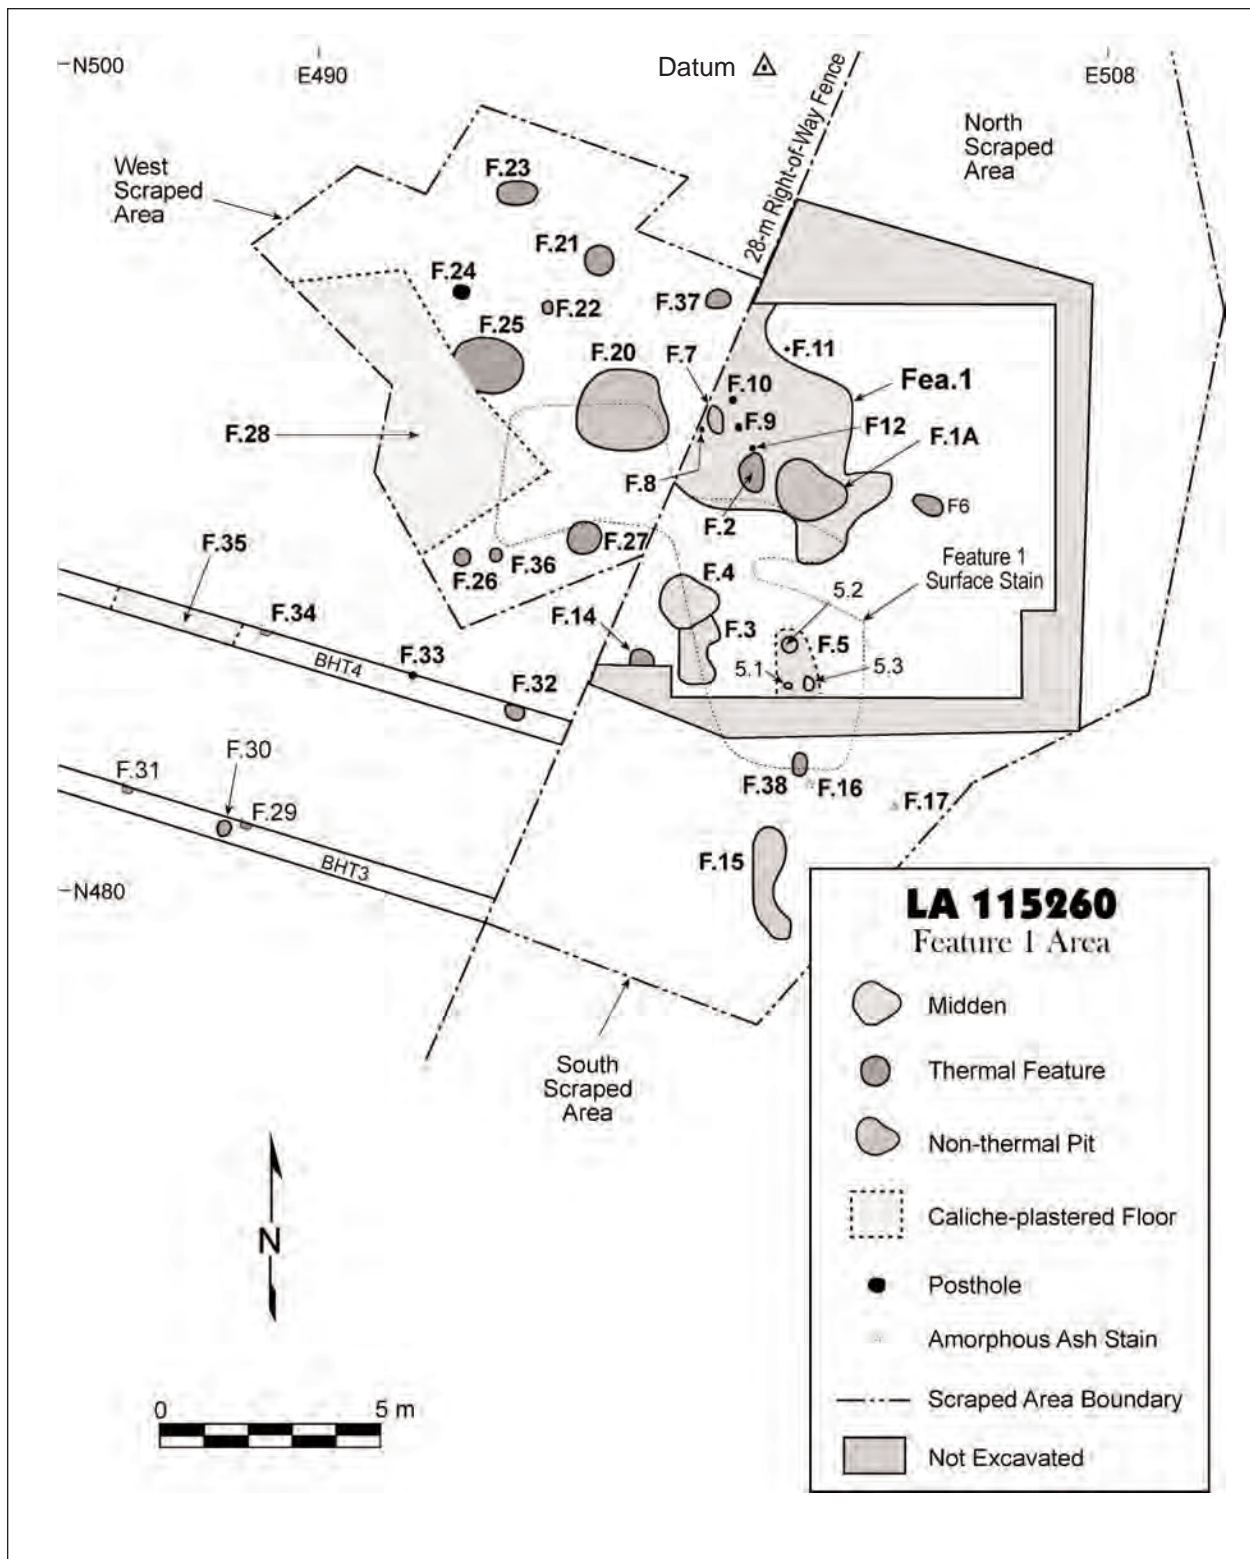 N500
E490
Datum
E508
28-m Right-of-Way Fence
North
Scraped
Area
West
Scraped
Area
F.23
F.21
F.24
F.22
F.37
F.25
F.20
F.7
F.11
F.10
Fea.1
F.9
F12
F.1A
F.28
F.8
F.2
F6
F.35
F.27
F.26
F.36
F.4
Feature 1
Surface Stain
5.2
F.34
F.14
F.3
F.5
BHT4
F.33
5.1
5.3
F.32
F.30
F.31
F.29
F.38
F.16
F.17
BHT3
F.15
N480
South
Scraped
Area
N
0
5 m
LA 115260
Feature 1 Area
Midden
Thermal Feature
Non-thermal Pit
Caliche-plastered Floor
Posthole
Amorphous Ash Stain
Scraped Area Boundary
Not Excavated